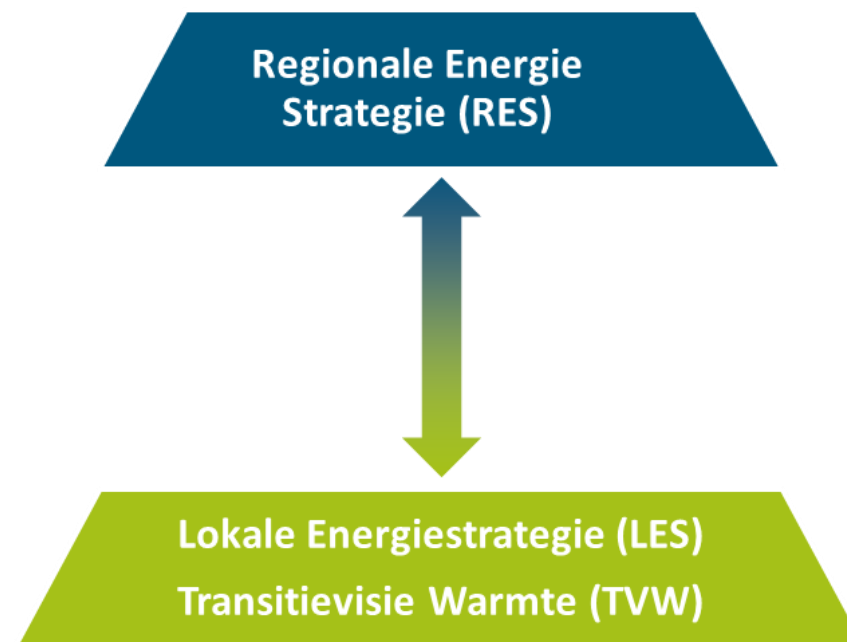 Regionale Energie
Strategie (RES)
Lokale Energiestrategie (LES)
Transitievisie Warmte (TVW)